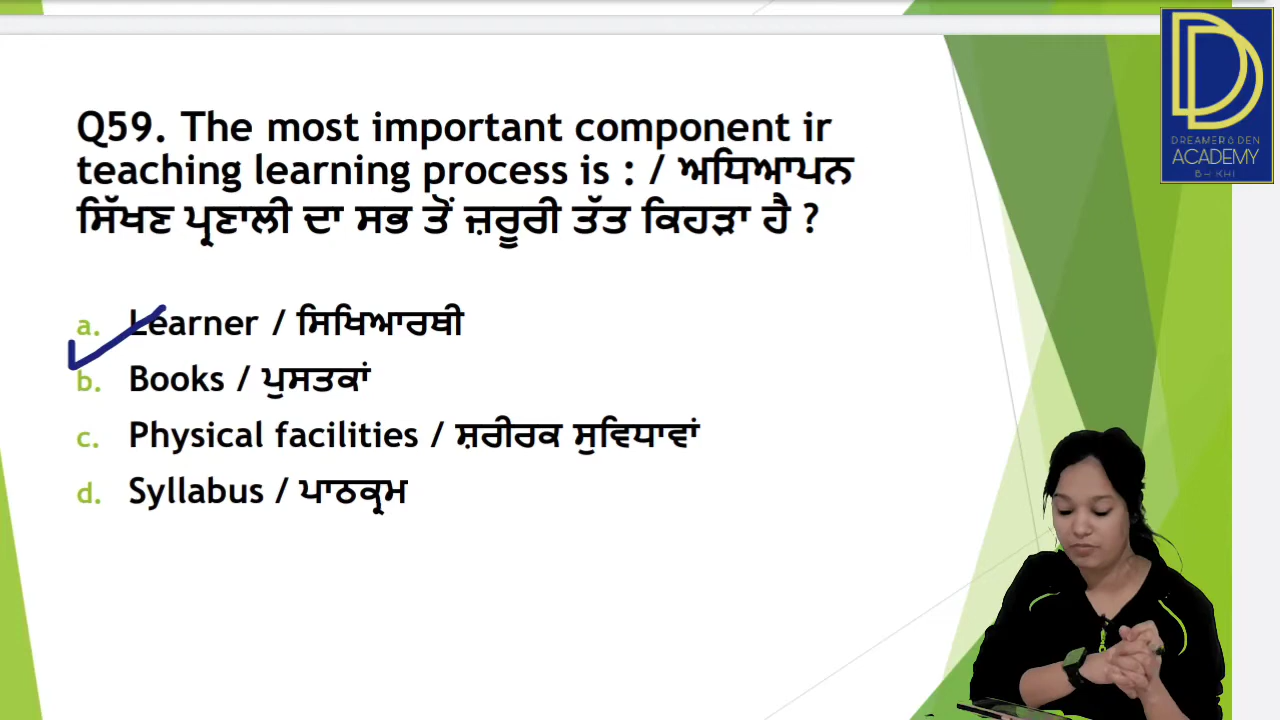 Q59. The most important component ir
teaching learning process is : / ਅਧਿਆਪਨ
ਸਿੱਖਣ ਪ੍ਰਣਾਲੀ ਦਾ ਸਭ ਤੋਂ ਜ਼ਰੂਰੀ ਤੱਤ ਕਿਹੜਾ ਹੈ ?
a. Learner / ਸਿਖਿਆਰਥੀ
b. Books / ਪੁਸਤਕਾਂ
c. Physical facilities / ਸ਼ਰੀਰਕ ਸੁਵਿਧਾਵਾਂ
d. Syllabus / ਪਾਠਕ੍ਰਮ
DD
DREAMERS DEN
ACADEMY